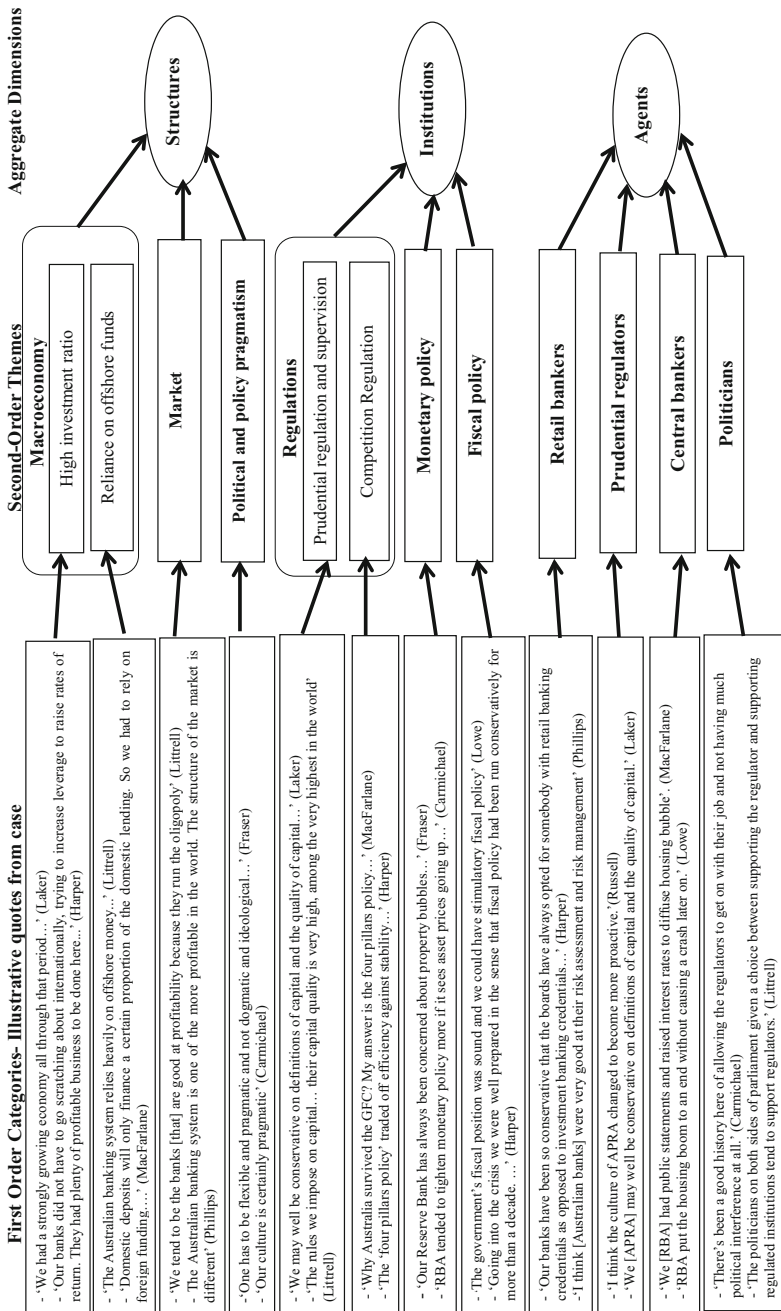 First Order Categories- Illustrative quotes from case
- ‘We had a strongly growing economy all through that period…’ (Laker)
- ‘Our banks did not have to go scratching about internationally, trying to increase leverage to raise rates of
return. They had plenty of profitable business to be done here...’ (Harper)
- ‘The Australian banking system relies heavily on offshore money...’ (Littrell)
- ‘Domestic deposits will only finance a certain proportion of the domestic lending. So we had to rely on
foreign funding,…’ (MacFarlane)
- ‘We tend to be the banks [that] are good at profitability because they run the oligopoly’ (Littrell)
- The Australian banking system is one of the more profitable in the world. The structure of the market is
different’ (Phillips)
-‘One has to be flexible and pragmatic and not dogmatic and ideological…’ (Fraser)
- ‘Our culture is certainly pragmatic’ (Carmichael)
- ‘We may well be conservative on definitions of capital and the quality of capital…’ (Laker)
- ‘The rules we impose on capital… their capital quality is very high, among the very highest in the world’
(Littrell)
- ‘Why Australia survived the GFC? My answer is the four pillars policy…’ (MacFarlane)
- The ‘four pillars policy’ traded off efficiency against stability…’ (Harper)
- ‘Our Reserve Bank has always been concerned about property bubbles…’ (Fraser)
- RBA tended to tighten monetary policy more if it sees asset prices going up…’ (Carmichael)
-‘The government’s fiscal position was sound and we could have stimulatory fiscal policy’ (Lowe)
- ‘Going into the crisis we were well prepared in the sense that fiscal policy had been run conservatively for
more than a decade. …’ (Harper)
- ‘Our banks have been so conservative that the boards have always opted for somebody with retail banking
credentials as opposed to investment banking credentials…’ (Harper)
-‘I think [Australian banks] were very good at their risk assessment and risk management’ (Phillips)
- ‘I think the culture of APRA changed to become more proactive.’(Russell)
- ‘We [APRA] may well be conservative on definitions of capital and the quality of capital.’ (Laker)
- ‘We [RBA] had public statements and raised interest rates to diffuse housing bubble’. (MacFarlane)
- ‘RBA put the housing boom to an end without causing a crash later on.’ (Lowe)
- ‘There’s been a good history here of allowing the regulators to get on with their job and not having much
political interference at all.’ (Carmichael)
- ‘The politicians on both sides of parliament given a choice between supporting the regulator and supporting
regulated institutions tend to support regulators.’ (Littrell)
Second-Order Themes
Macroeconomy
High investment ratio
Reliance on offshore funds
Market
Political and policy pragmatism
Regulations
Prudential regulation and supervision
Competition Regulation
Monetary policy
Fiscal policy
Retail bankers
Prudential regulators
Central bankers
Politicians
Aggregate Dimensions
Structures
Institutions
Agents